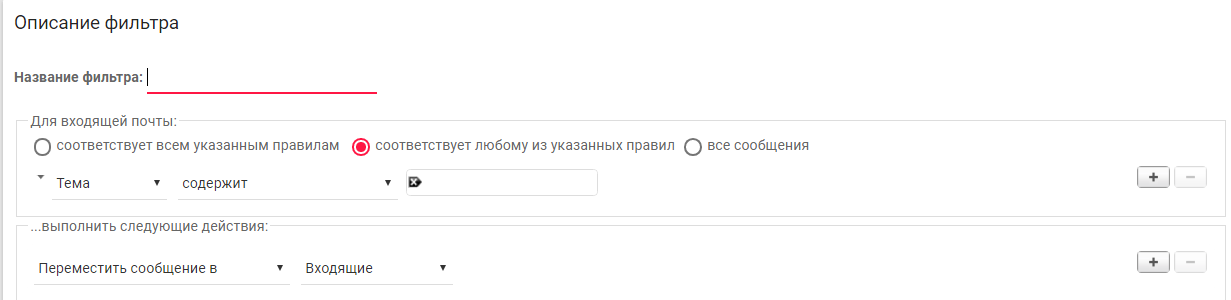 Описание фильтра
Название фильтра:
Для входящей почты:
соответствует всем указанным правилам соответствует любому из указанных правил все сообщения
Тема содержит
...выполнить следующие действия:
Переместить сообщение в Входящие